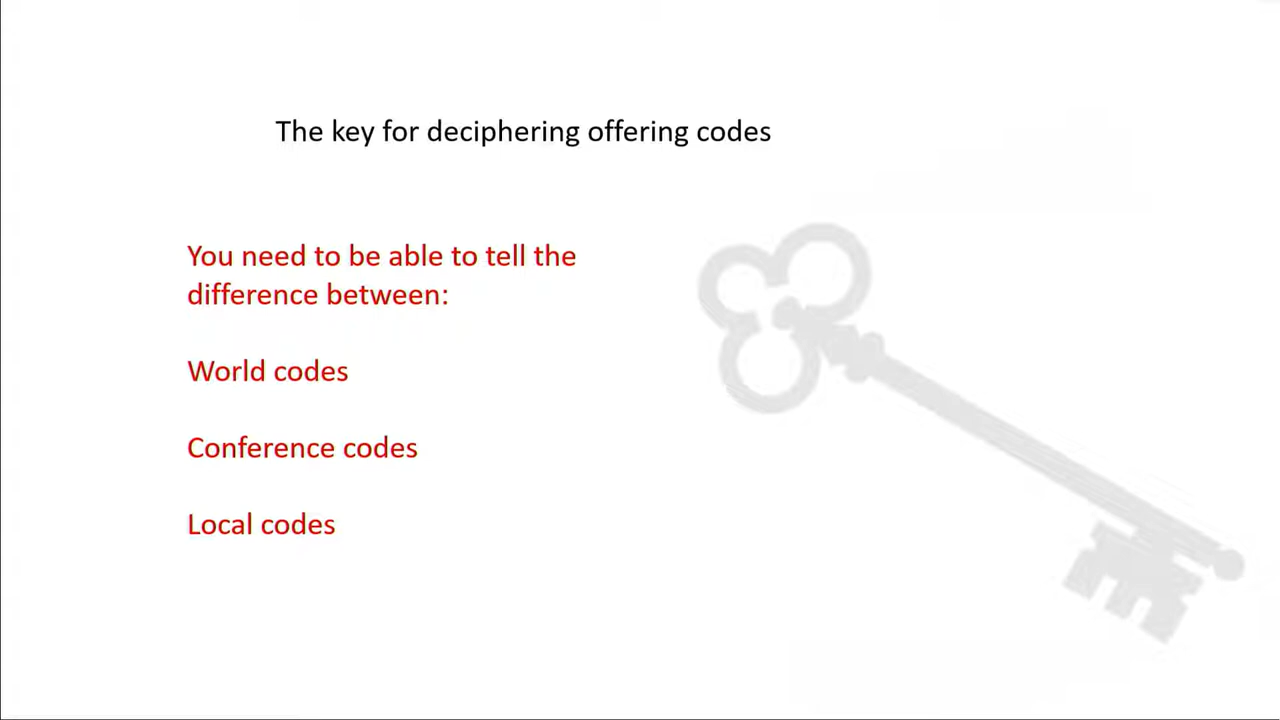 The key for deciphering offering codes
You need to be able to tell the
difference between:
World codes
Conference codes
Local codes